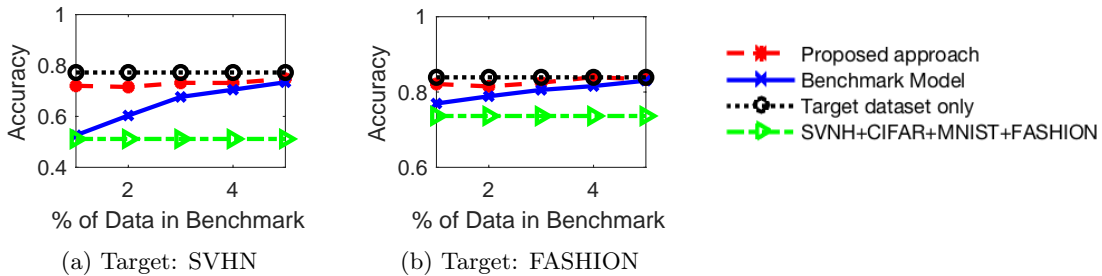 1
0.8
0.6
0.4
Accuracy
2
4
% of Data in Benchmark
(a) Target: SVHN
1
0.8
0.6
Accuracy
2
4
% of Data in Benchmark
(b) Target: FASHION
Proposed approach
Benchmark Model
Target dataset only
SVNH+CIFAR+MNIST+FASHION